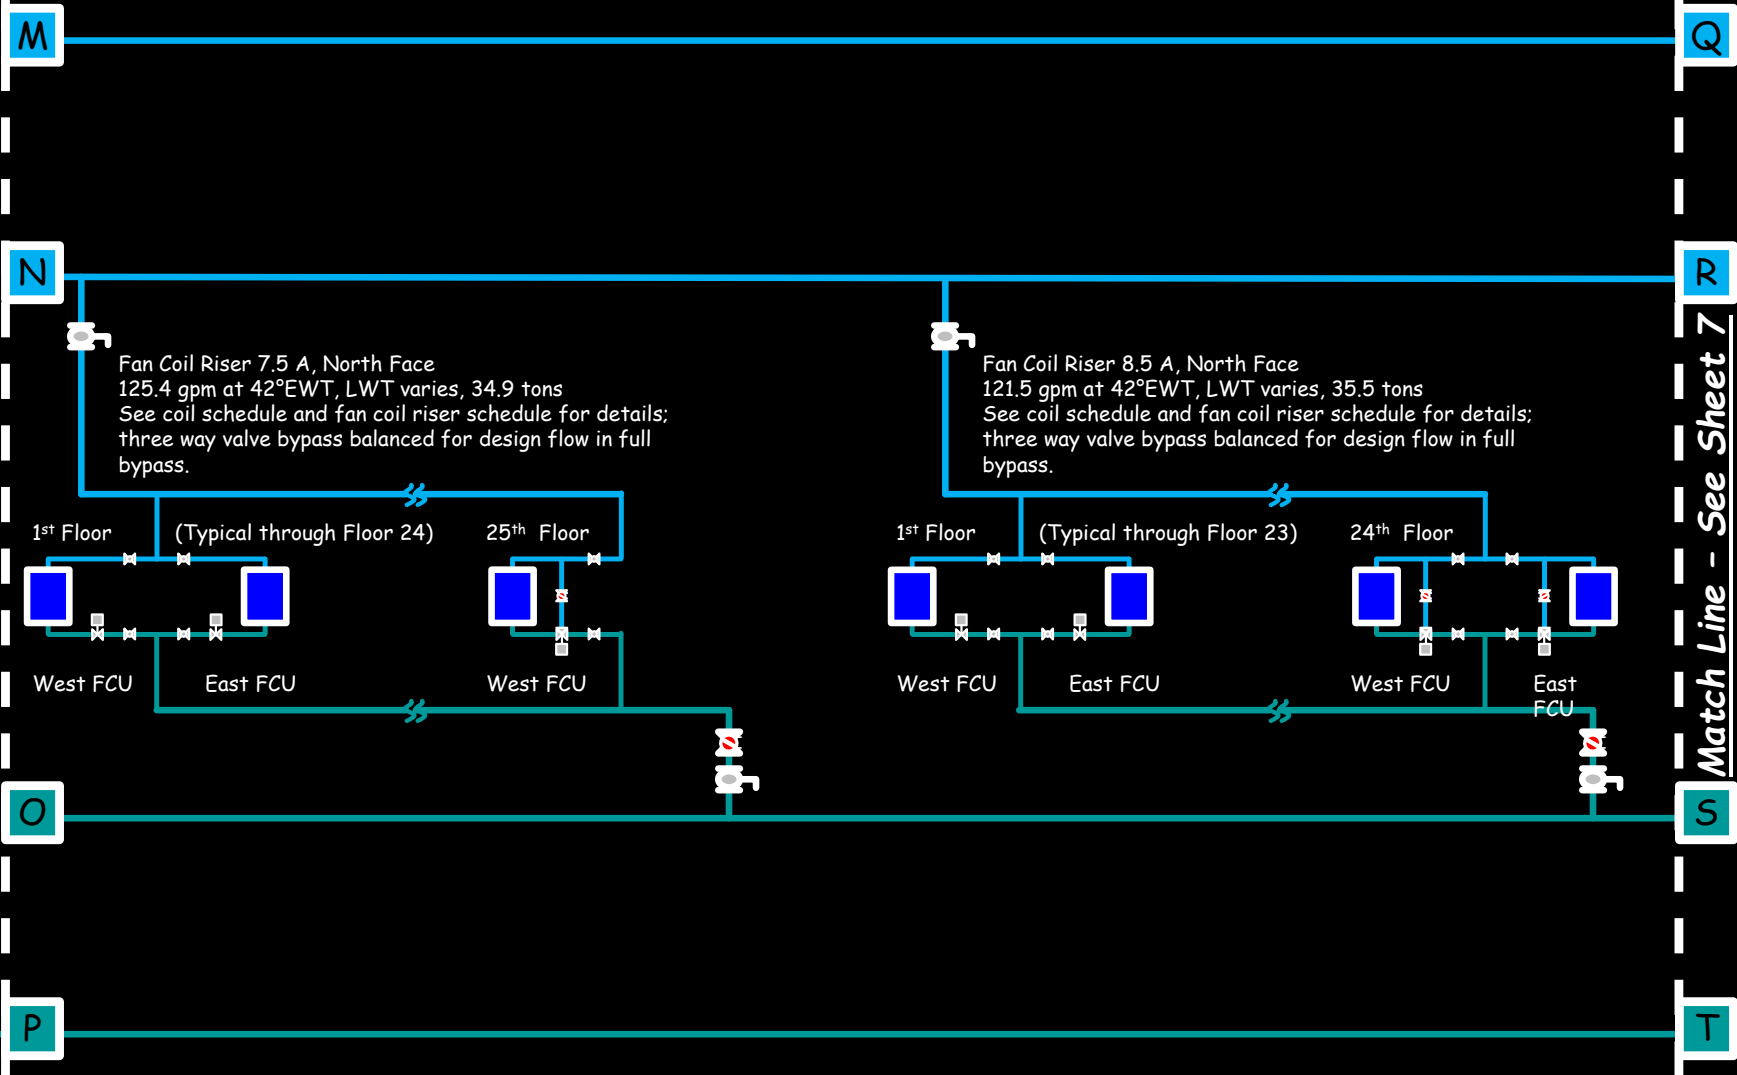 M
Q
N
R
Fan Coil Riser 7.5 A, North Face
125.4 gpm at 42°EWT, LWT varies, 34.9 tons
See coil schedule and fan coil riser schedule for details;
three way valve bypass balanced for design flow in full
bypass.
Fan Coil Riser 8.5 A, North Face
121.5 gpm at 42°EWT, LWT varies, 35.5 tons
See coil schedule and fan coil riser schedule for details;
three way valve bypass balanced for design flow in full
bypass.
1st Floor
(Typical through Floor 24)
25th Floor
1st Floor
(Typical through Floor 23)
24th Floor
West FCU
East FCU
West FCU
West FCU
East FCU
West FCU
East
FCU
Match Line - See Sheet 7
O
S
P
T